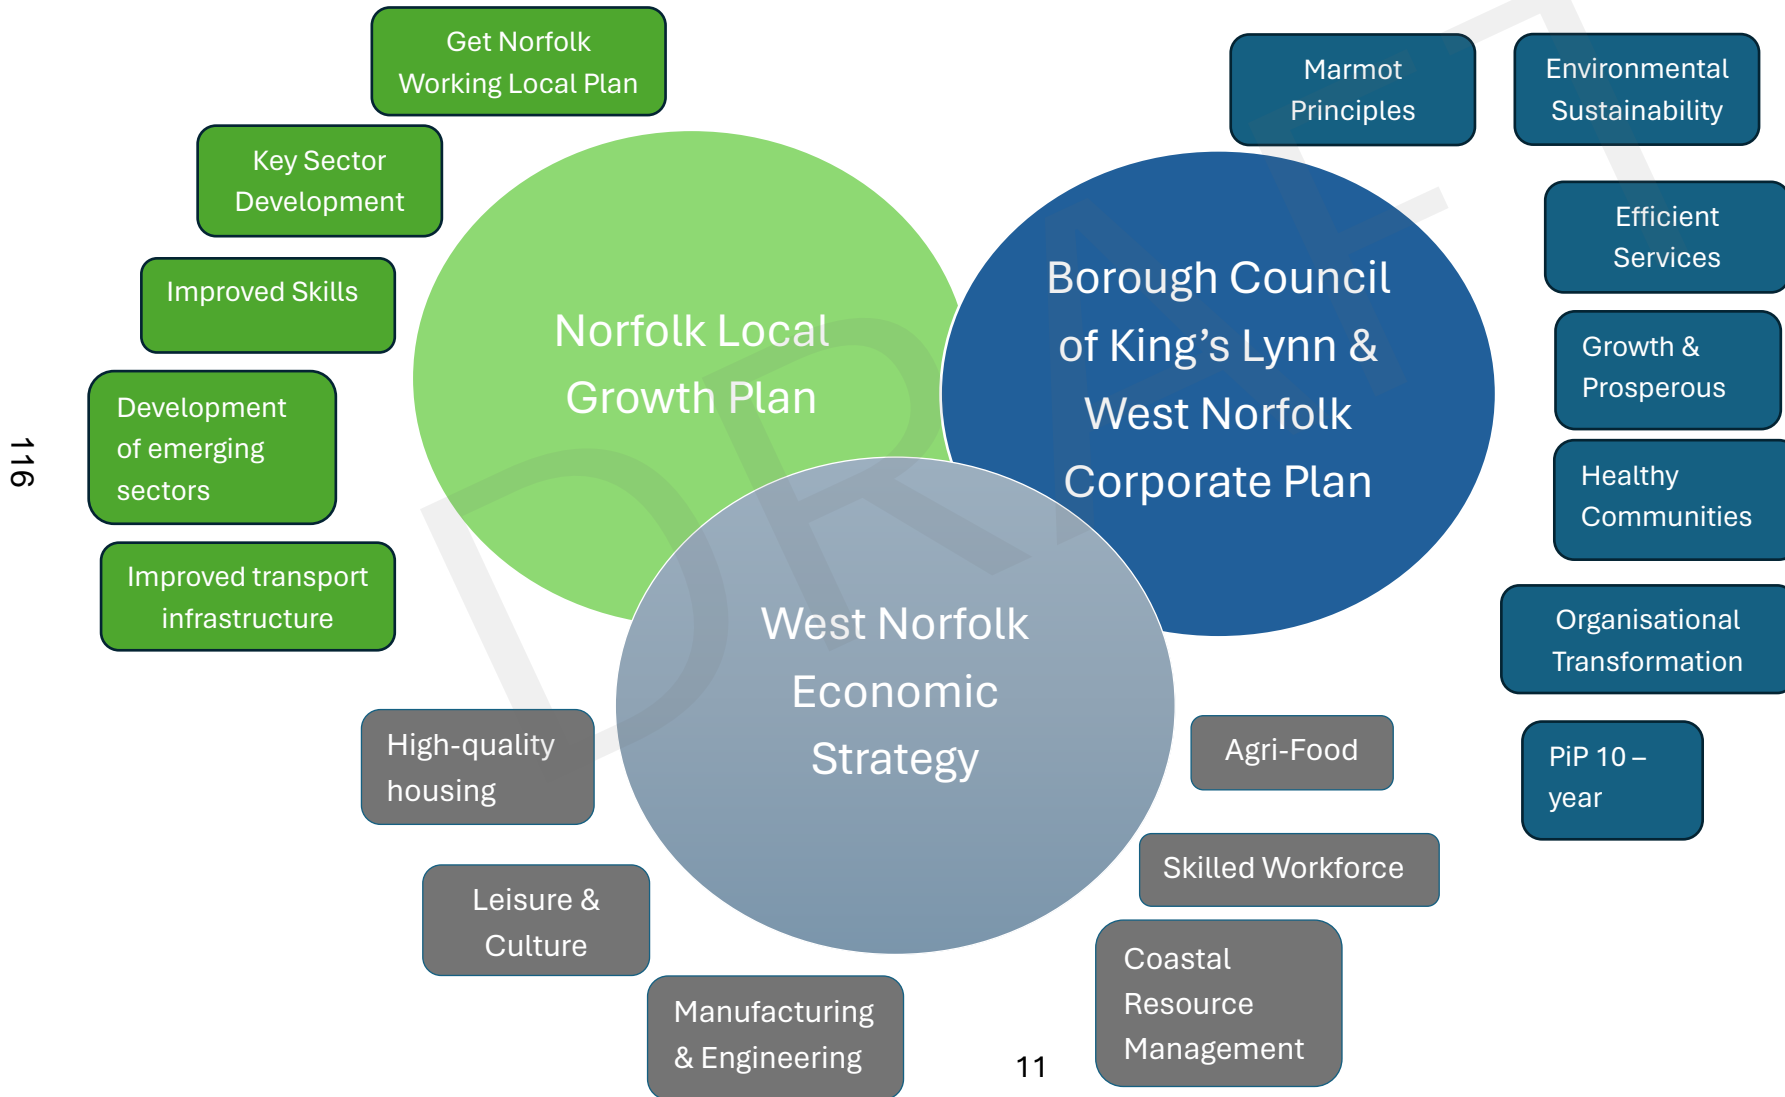 Get Norfolk
Working Local Plan
Key Sector
Development
Improved Skills
Development
of emerging
sectors
Improved transport
infrastructure
Norfolk Local
Growth Plan
Borough Council
of King’s Lynn &
West Norfolk
Corporate Plan
Marmot
Principles
Environmental
Sustainability
Efficient
Services
Growth &
Prosperous
Healthy
Communities
Organisational
Transformation
PiP 10 –
year
West Norfolk
Economic
Strategy
High-quality
housing
Leisure &
Culture
Manufacturing
& Engineering
Agri-Food
Skilled Workforce
Coastal
Resource
Management
DRAFT
116
11